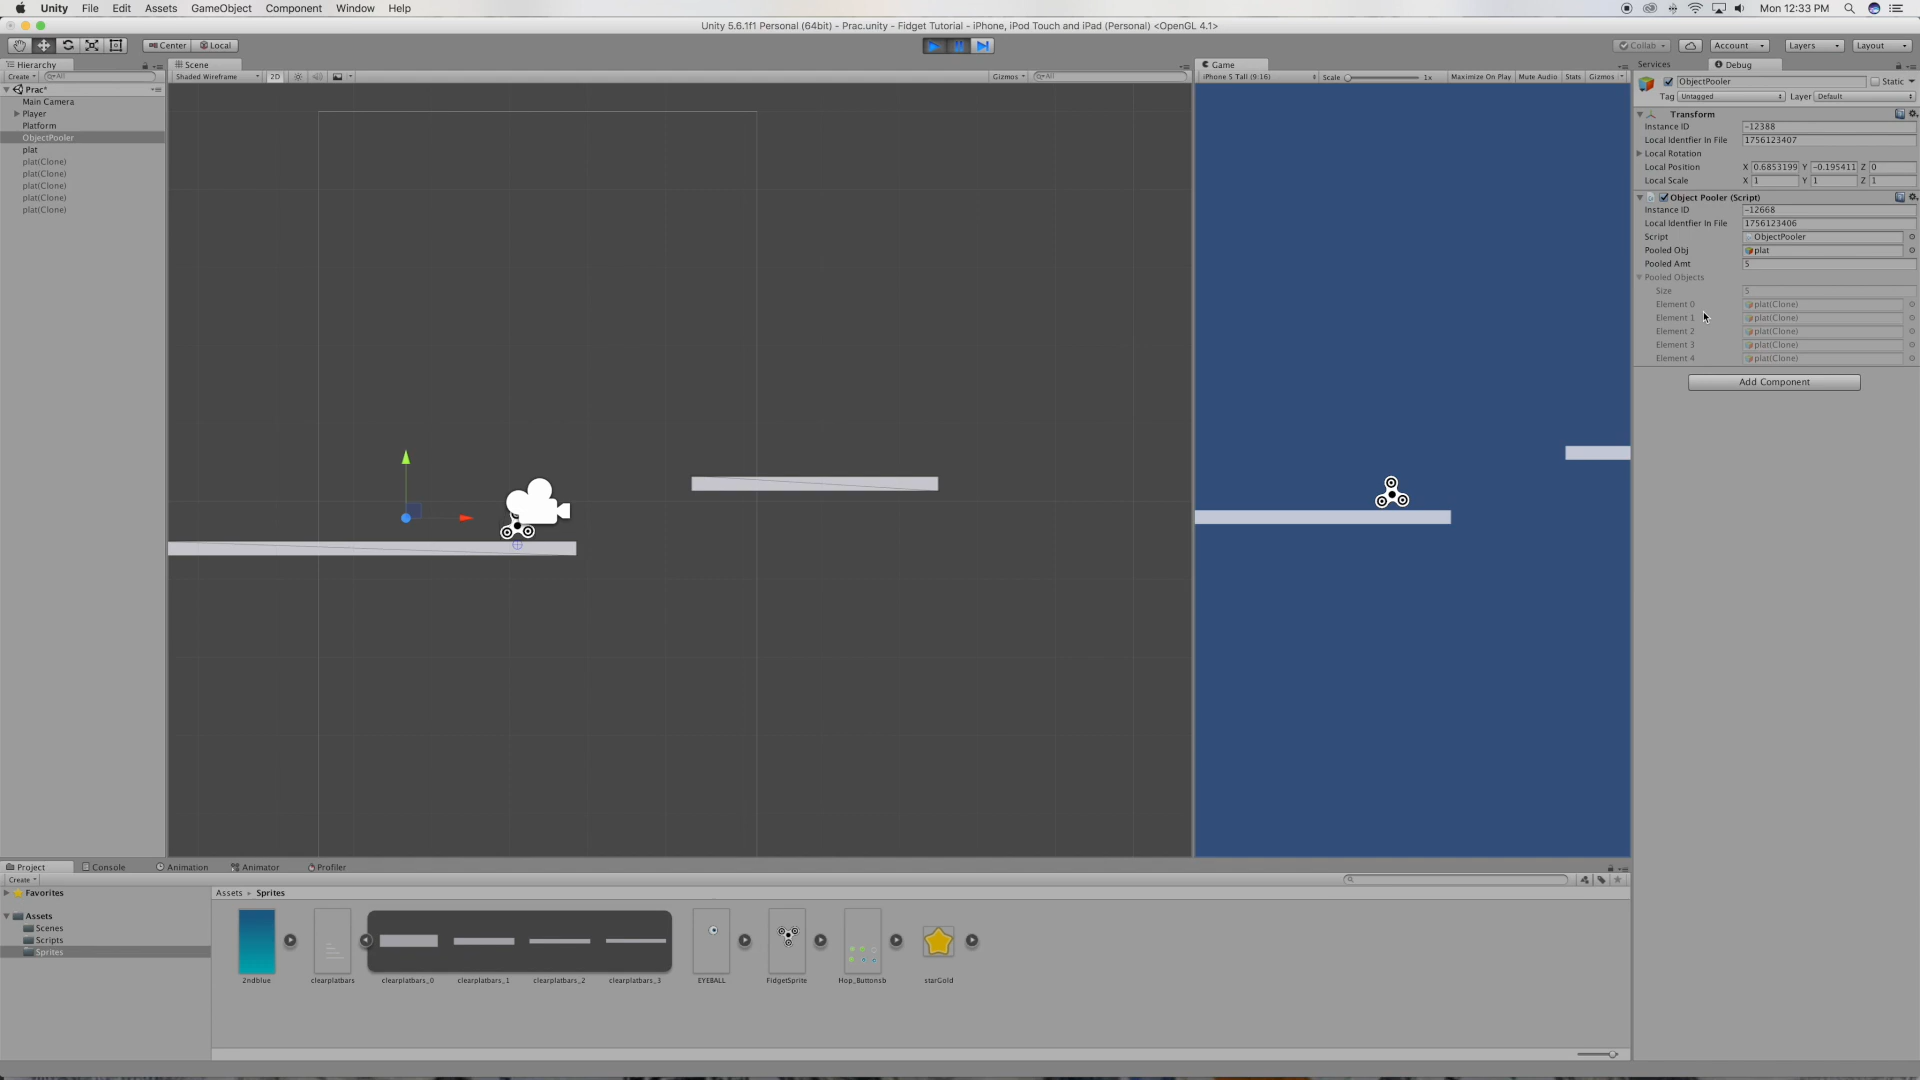 Unity File Edit Assets GameObject Component Window Help Mon 12:33 PM
Unity 5.6.1f1 Personal (64bit) - Prac.unity - Fidget Tutorial - iPhone, iPod Touch and iPad (Personal) <OpenGL 4.1>
Center Local Collab Account Layers Layout
Hierarchy
Create All
Prac*
Main Camera
Player
Platform
ObjectPooler
plat
plat(Clone)
plat(Clone)
plat(Clone)
plat(Clone)
plat(Clone)
Scene
Shaded Wireframe 2D Gizmos All
Game
iPhone 5 Tall (9:16) Scale 1x Maximize On Play Mute Audio Stats Gizmos
Services Debug
ObjectPooler Static
Tag Untagged Layer Default
Transform
Instance ID -12388
Local Identfier In File 1756123407
Local Rotation
Local Position X 0.6853199 Y -0.195411 Z 0
Local Scale X 1 Y 1 Z 1
Object Pooler (Script)
Instance ID -12668
Local Identfier In File 1756123406
Script ObjectPooler
Pooled Obj plat
Pooled Amt 5
Pooled Objects
Size 5
Element 0 plat(Clone)
Element 1 plat(Clone)
Element 2 plat(Clone)
Element 3 plat(Clone)
Element 4 plat(Clone)
Add Component
Project Console Animation Animator Profiler
Create
Favorites
Assets
Scenes
Scripts
Sprites
Assets Sprites
2ndblue clearplatbars clearplatbars_0 clearplatbars_1 clearplatbars_2 clearplatbars_3 EYEBALL FidgetSprite Hop_Buttonsb starGold